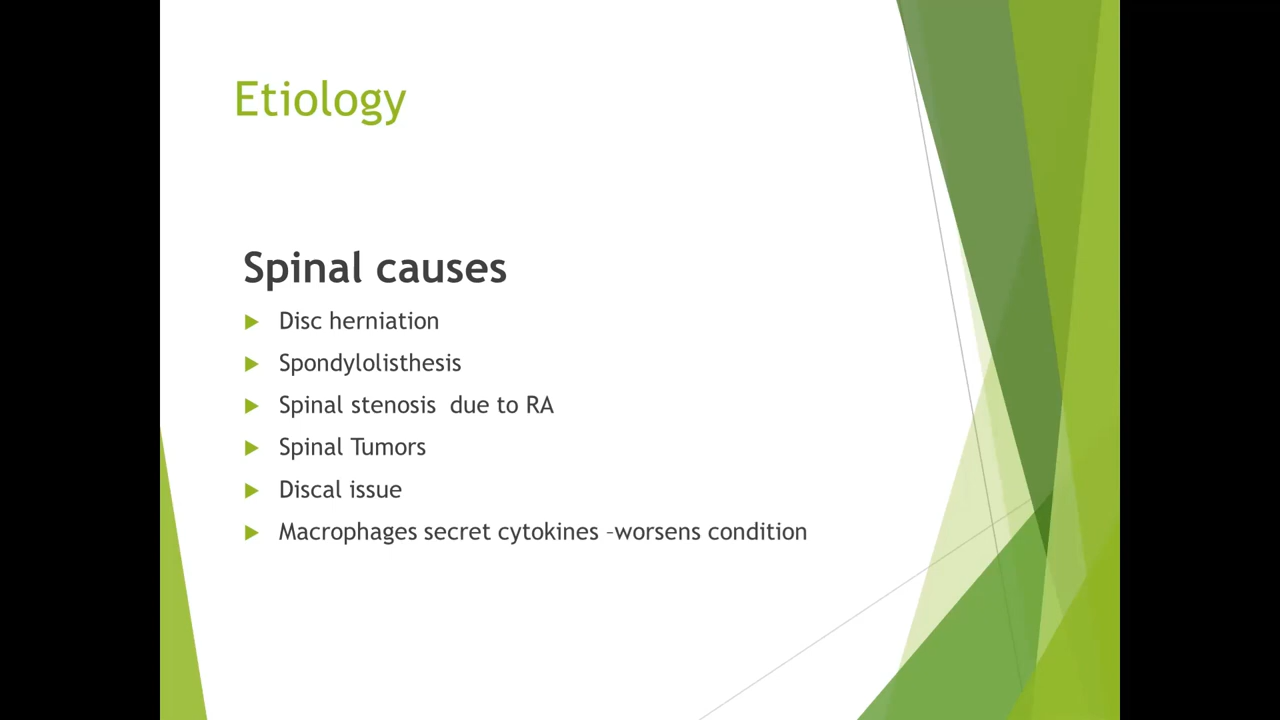 Etiology
Spinal causes
Disc herniation
Spondylolisthesis
Spinal stenosis  due to RA
Spinal Tumors
Discal issue
Macrophages secret cytokines –worsens condition